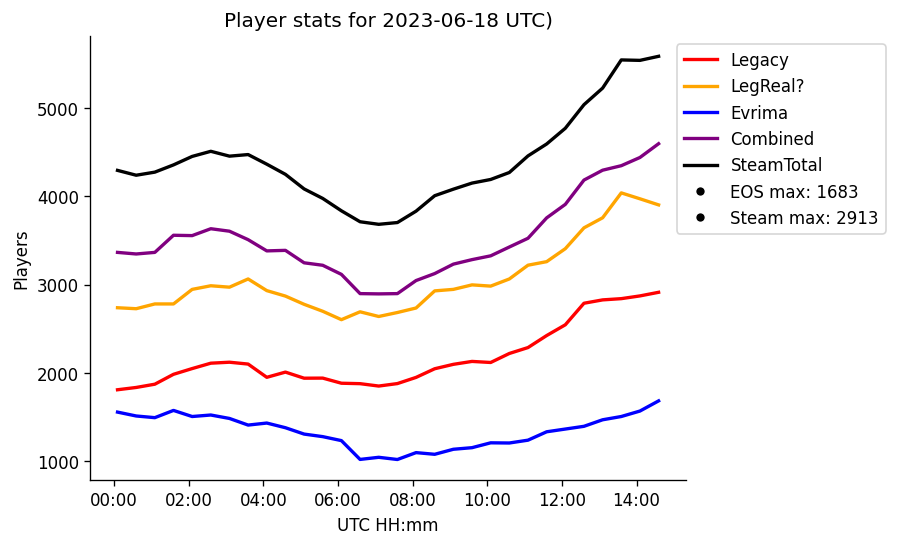 Player stats for 2023-06-18 UTC)
Legacy
LegReal?
Evrima
Combined
SteamTotal
EOS max: 1683
Steam max: 2913
Players
5000
4000
3000
2000
1000
00:00 02:00 04:00 06:00 08:00 10:00 12:00 14:00
UTC HH:mm